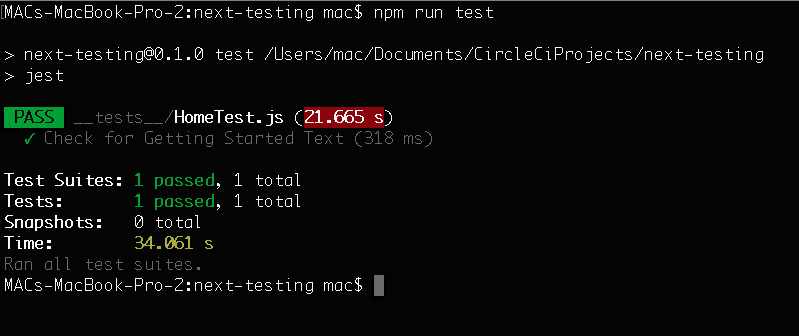 MACs-MacBook-Pro-2:next-testing mac$ npm run test
> next-testing@0.1.0 test /Users/mac/Documents/CircleCiProjects/next-testing
> jest
PASS __tests__/HomeTest.js (21.665 s)
✓ Check for Getting Started Text (318 ms)
Test Suites: 1 passed, 1 total
Tests: 1 passed, 1 total
Snapshots: 0 total
Time: 34.061 s
Ran all test suites.
MACs-MacBook-Pro-2:next-testing mac$